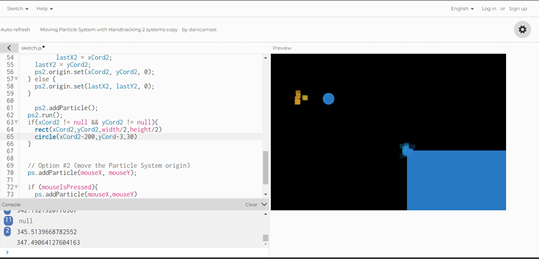 Sketch ▾ Help ▾ English ▾ Log in or Sign up
Auto-refresh Moving Particle System with Handtracking 2 systems copy by danicamast
sketch.js• Preview
54 lastX2 = xCord2;
55 lastY2 = yCord2;
56 ps2.origin.set(xCord2, yCord2, 0);
57 } else {
58 ps2.origin.set(lastX2, lastY2, 0);
59 }
60
61 ps2.addParticle();
62 ps2.run();
63 if(xCord2 != null && yCord2 != null){
64 rect(xCord2,yCord2,width/2,height/2)
65 circle(xCord2-200,yCord-3,30)
66 }
67
68
69 // Option #2 (move the Particle System origin)
70 ps.addParticle(mouseX, mouseY);
71
72 if (mouseIsPressed){
73 ps.addParticle(mouseX,mouseY)
Console Clear
11 null
2 345.5139668782552
347.49064127604163